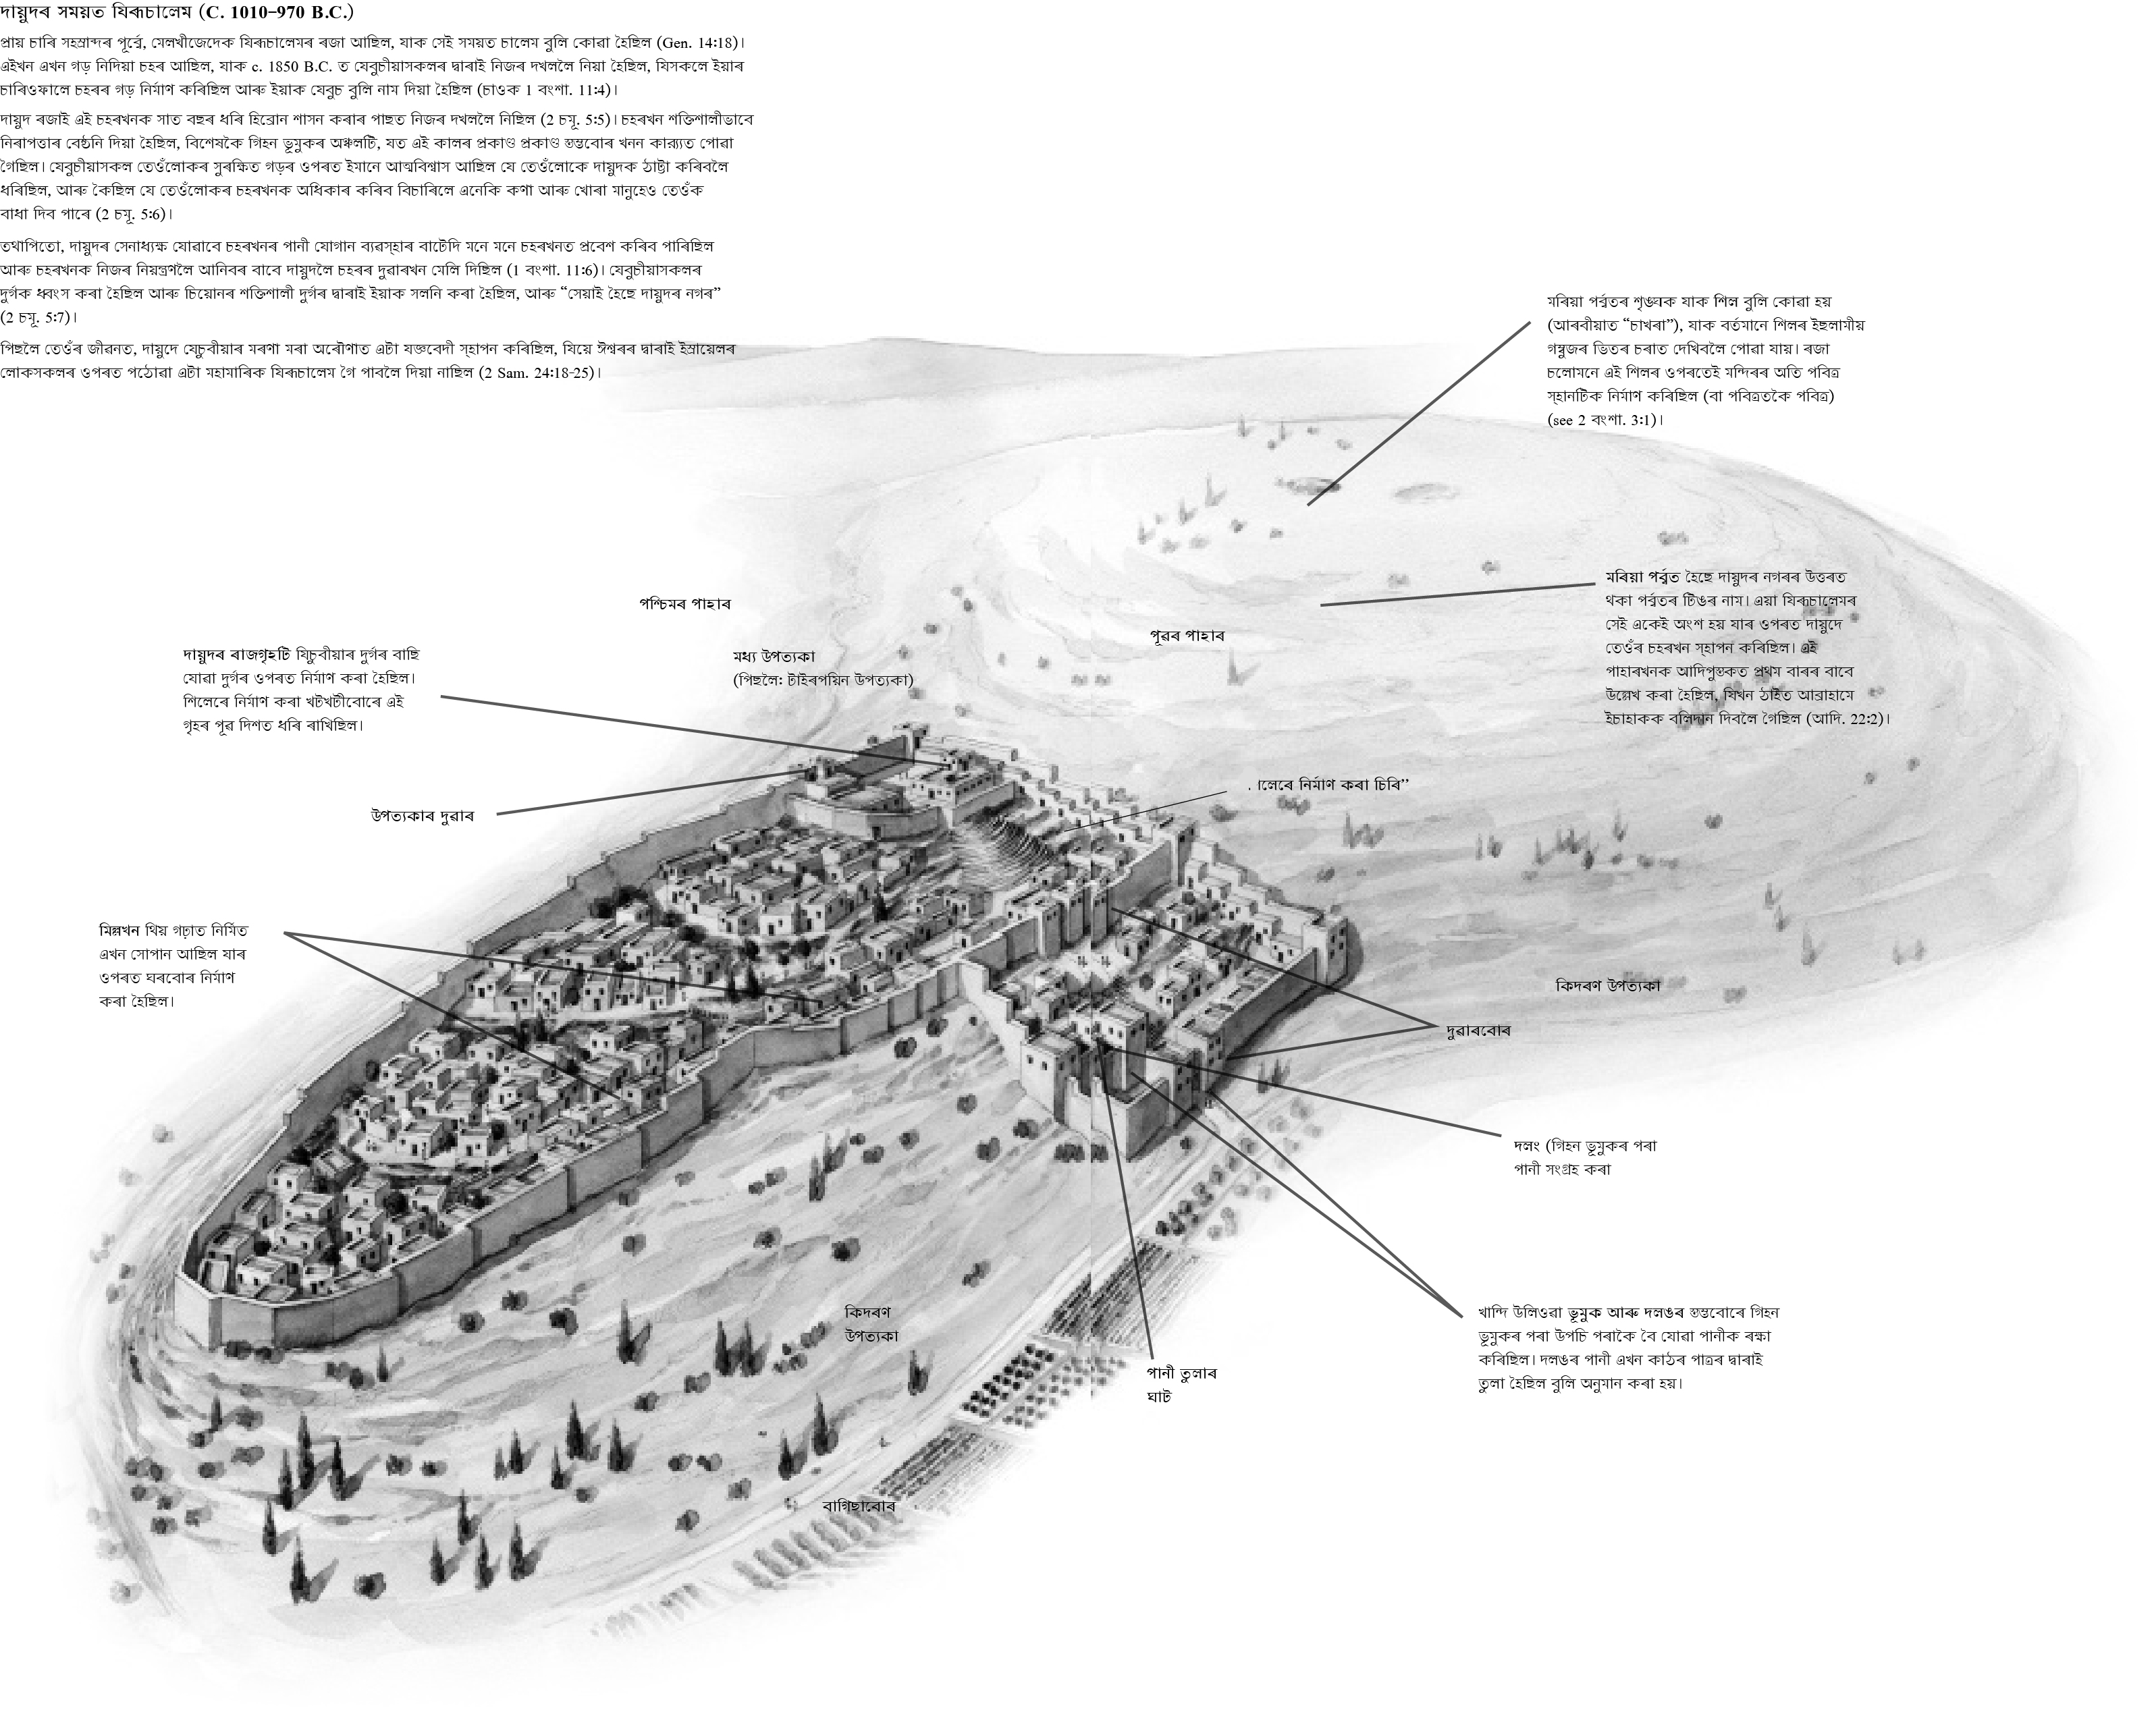 দায়ুদৰ সময়ত যিৰূচালেম (C. 1010–970 B.C.)
প্ৰায় চাৰি সহস্ৰাব্দৰ পূৰ্ব্বে, মেলখীজেদেক যিৰূচালেমৰ ৰজা আছিল, যাক সেই সময়ত চালেম বুলি কোৱা হৈছিল (Gen. 14:18)।
এইখন এখন গড় নিদিয়া চহৰ আছিল, যাক c. 1850 B.C. ত যেবুচীয়াসকলৰ দ্বাৰাই নিজৰ দখললৈ নিয়া হৈছিল, যিসকলে ইয়াৰ
চাৰিওফালে চহৰৰ গড় নিৰ্মাণ কৰিছিল আৰু ইয়াক যেবুচ বুলি নাম দিয়া হৈছিল (চাওক 1 বংশা. 11:4)।
দায়ুদ ৰজাই এই চহৰখনক সাত বছৰ ধৰি হিব্ৰোন শাসন কৰাৰ পাছত নিজৰ দখললৈ নিছিল (2 চমূ. 5:5)। চহৰখন শক্তিশালীভাবে
নিৰাপত্তাৰ বেষ্ঠনি দিয়া হৈছিল, বিশেষকৈ গিহন ভূমুকৰ অঞ্চলটি, যত এই কালৰ প্ৰকাণ্ড প্ৰকাণ্ড স্তম্ভবোৰ খনন কাৰ্য়্যত পোৱা
গৈছিল। যেবুচীয়াসকল তেওঁলোকৰ সুৰক্ষিত গড়ৰ ওপৰত ইমানে আত্মবিশ্বাস আছিল যে তেওঁলোকে দায়ুদক ঠাট্টা কৰিবলৈ
ধৰিছিল, আৰু কৈছিল যে তেওঁলোকৰ চহৰখনক অধিকাৰ কৰিব বিচাৰিলে এনেকি কণা আৰু খোৰা মানুহেও তেওঁক
বাধা দিব পাৰে (2 চমূ. 5:6)।
তথাপিতো, দায়ুদৰ সেনাধ্যক্ষ যোৱাবে চহৰখনৰ পানী যোগান ব্যৱস্হাৰ বাটেদি মনে মনে চহৰখনত প্ৰবেশ কৰিব পাৰিছিল
আৰু চহৰখনক নিজৰ নিয়ন্ত্ৰণলৈ আনিবৰ বাবে দায়ুদলৈ চহৰৰ দুৱাৰখন মেলি দিছিল (1 বংশা. 11:6)। যেবুচীয়াসকলৰ
দুৰ্গক ধ্বংস কৰা হৈছিল আৰু চিয়োনৰ শক্তিশালী দুৰ্গৰ দ্বাৰাই ইয়াক সলনি কৰা হৈছিল, আৰু “সেয়াই হৈছে দায়ুদৰ নগৰ”
(2 চমূ. 5:7)।
পিছলৈ তেওঁৰ জীৱনত, দায়ুদে যেচুবীয়াৰ মৰণা মৰা অৰৌণাত এটা যজ্ঞবেদী স্হাপন কৰিছিল, যিয়ে ঈশ্বৰৰ দ্বাৰাই ইস্ৰায়েলৰ
লোকসকলৰ ওপৰত পঠোৱা এটা মহামাৰিক যিৰূচালেম গৈ পাবলৈ দিয়া নাছিল (2 Sam. 24:18-25)।
মৰিয়া পৰ্ব্বতৰ শৃঙ্ঘক যাক শিল বুলি কোৱা হয়
(আৰবীয়াত “চাখৰা”), যাক বৰ্তমানে শিলৰ ইছলামীয়
গম্বুজৰ ভিতৰ চৰাত দেখিবলৈ পোৱা যায়। ৰজা
চলোমনে এই শিলৰ ওপৰতেই মন্দিৰৰ অতি পবিত্ৰ
স্হানটিক নিৰ্মাণ কৰিছিল (বা পবিত্ৰতকৈ পবিত্ৰ)
(see 2 বংশা. 3:1)।
মৰিয়া পৰ্ব্বত হৈছে দায়ুদৰ নগৰৰ উত্তৰত
থকা পৰ্ব্বতৰ টিঙৰ নাম। এয়া যিৰূচালেমৰ
সেই একেই অংশ হয় যাৰ ওপৰত দায়ুদে
তেওঁৰ চহৰখন স্হাপন কৰিছিল। এই
পাহাৰখনক আদিপুস্তকত প্ৰথম বাৰৰ বাবে
উল্লেখ কৰা হৈছিল, যিখন ঠাইত আব্ৰাহামে
ইচাহাকক বলিদান দিবলৈ গৈছিল (আদি. 22:2)।
পশ্চিমৰ পাহাৰ
পূৱৰ পাহাৰ
মধ্য উপত্যকা
(পিছলৈ: টাইৰপয়িন উপত্যকা)
দায়ুদৰ ৰাজগৃহটি যিচুবীয়াৰ দুৰ্গৰ বাছি
যোৱা দুৰ্গৰ ওপৰত নিৰ্মাণ কৰা হৈছিল।
শিলেৰে নিৰ্মাণ কৰা খটখটীবোৰে এই
গৃহৰ পূৱ দিশত ধৰি ৰাখিছিল।
উপত্যকাৰ দুৱাৰ
লেৰে নিৰ্মাণ কৰা চিৰি”
মিল্লখন থিয় গঢ়াত নিৰ্মিত
এখন সোপান আছিল যাৰ
ওপৰত ঘৰবোৰ নিৰ্মাণ
কৰা হৈছিল।
কিদৰণ উপত্যকা
দুৱাৰবোৰ
দলং (গিহন ভূমুকৰ পৰা
পানী সংগ্ৰহ কৰা
খান্দি উলিওৱা ভূমুক আৰু দলঙৰ স্তম্ভবোৰে গিহন
ভূমুকৰ পৰা উপচি পৰাকৈ বৈ যোৱা পানীক ৰক্ষা
কৰিছিল। দলঙৰ পানী এখন কাঠৰ পাত্ৰৰ দ্বাৰাই
তুলা হৈছিল বুলি অনুমান কৰা হয়।
কিদৰণ
উপত্যকা
পানী তুলাৰ
ঘাট
বাগিছাবোৰ